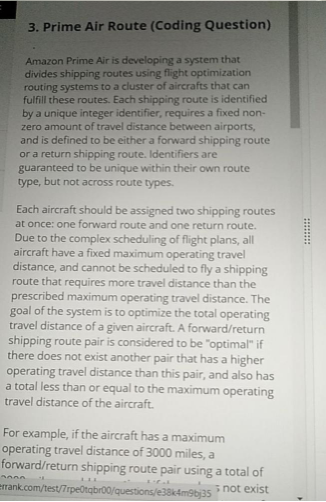 3. Prime Air Route (Coding Question)
Amazon Prime Air is developing a system that
divides shipping routes using flight optimization
routing systems to a cluster of aircrafts that can
fulfill these routes. Each shipping route is identified
by a unique integer identifier, requires a fixed non-
zero amount of travel distance between airports,
and is defined to be either a forward shipping route
or a return shipping route. Identifiers are
guaranteed to be unique within their own route
type, but not across route types.
Each aircraft should be assigned two shipping routes
at once: one forward route and one return route.
Due to the complex scheduling of flight plans, all
aircraft have a fixed maximum operating travel
distance, and cannot be scheduled to fly a shipping
route that requires more travel distance than the
prescribed maximum operating travel distance. The
goal of the system is to optimize the total operating
travel distance of a given aircraft. A forward/return
shipping route pair is considered to be "optimal" if
there does not exist another pair that has a higher
operating travel distance than this pair, and also has
a total less than or equal to the maximum operating
travel distance of the aircraft.
For example, if the aircraft has a maximum
operating travel distance of 3000 miles, a
forward/return shipping route pair using a total of
not exist